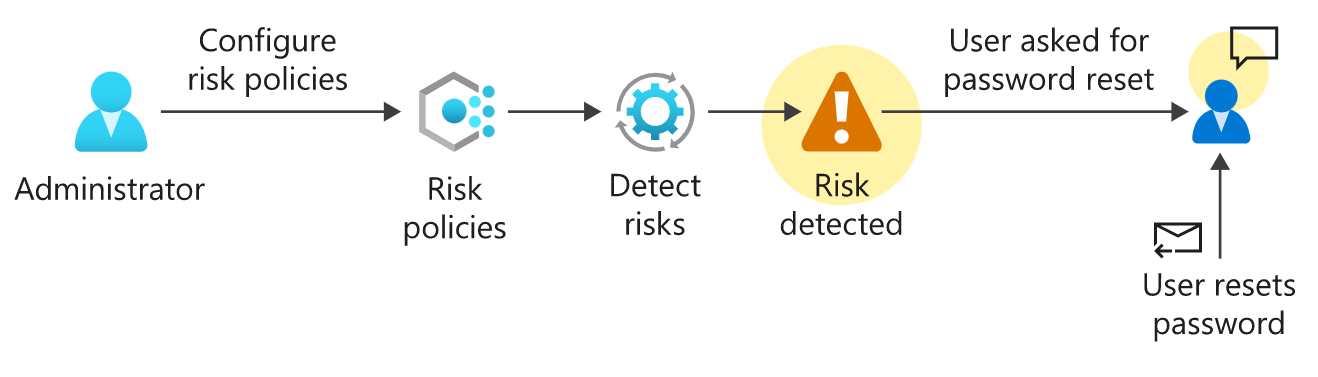 Configure
risk policies
User asked for
password reset
Administrator
Risk
policies
Detect
risks
Risk
detected
User resets
password